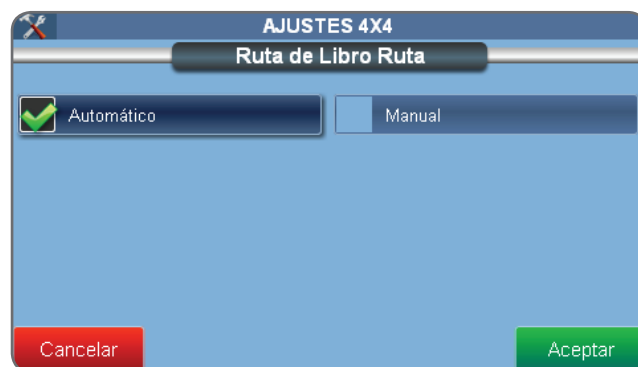 AJUSTES 4X4
Ruta de Libro Ruta
Automático
Manual
Cancelar
Aceptar